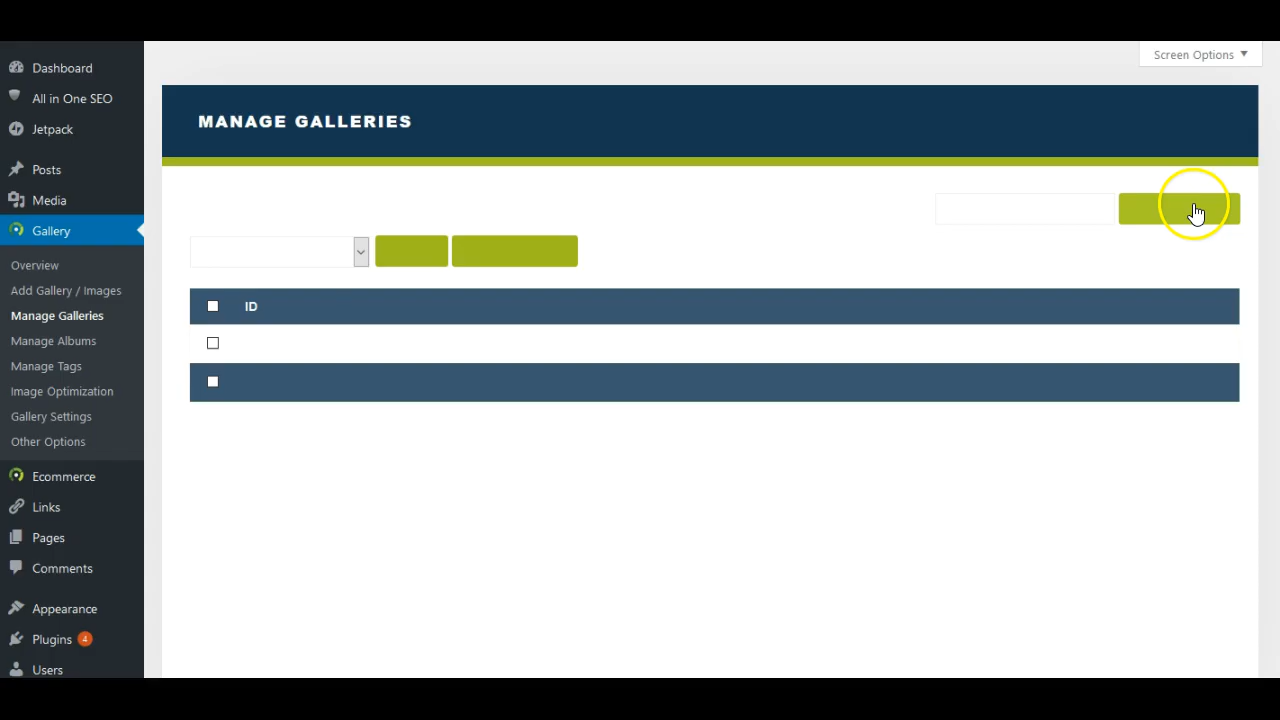 Screen Options
Dashboard
All in One SEO
Jetpack
Posts
Media
Gallery
Overview
Add Gallery / Images
Manage Galleries
Manage Albums
Manage Tags
Image Optimization
Gallery Settings
Other Options
Ecommerce
Links
Pages
Comments
Appearance
Plugins 4
Users
MANAGE GALLERIES
ID